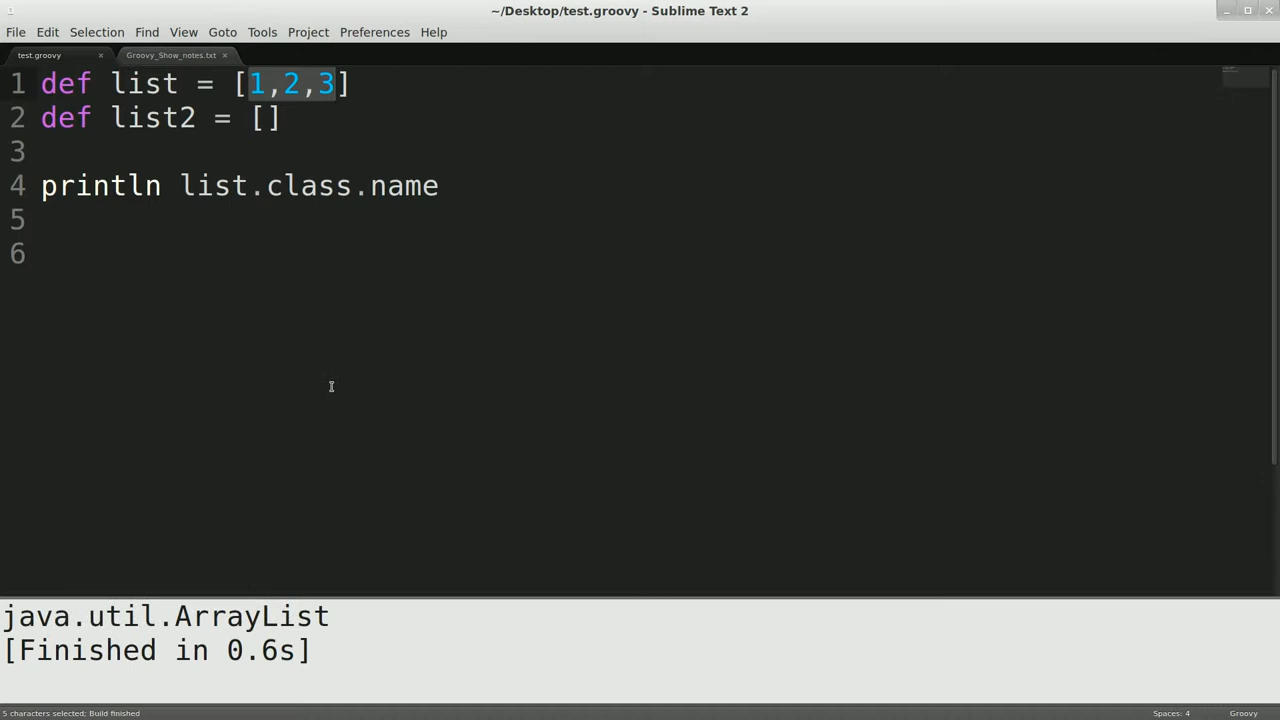 ~/Desktop/test.groovy - Sublime Text 2
File Edit Selection Find View Goto Tools Project Preferences Help
test.groovy × Groovy_Show_notes.txt ×
1 def list = [1,2,3]
2 def list2 = []
3
4 println list.class.name
5
6
java.util.ArrayList
[Finished in 0.6s]
5 characters selected; Build finished Spaces: 4 Groovy